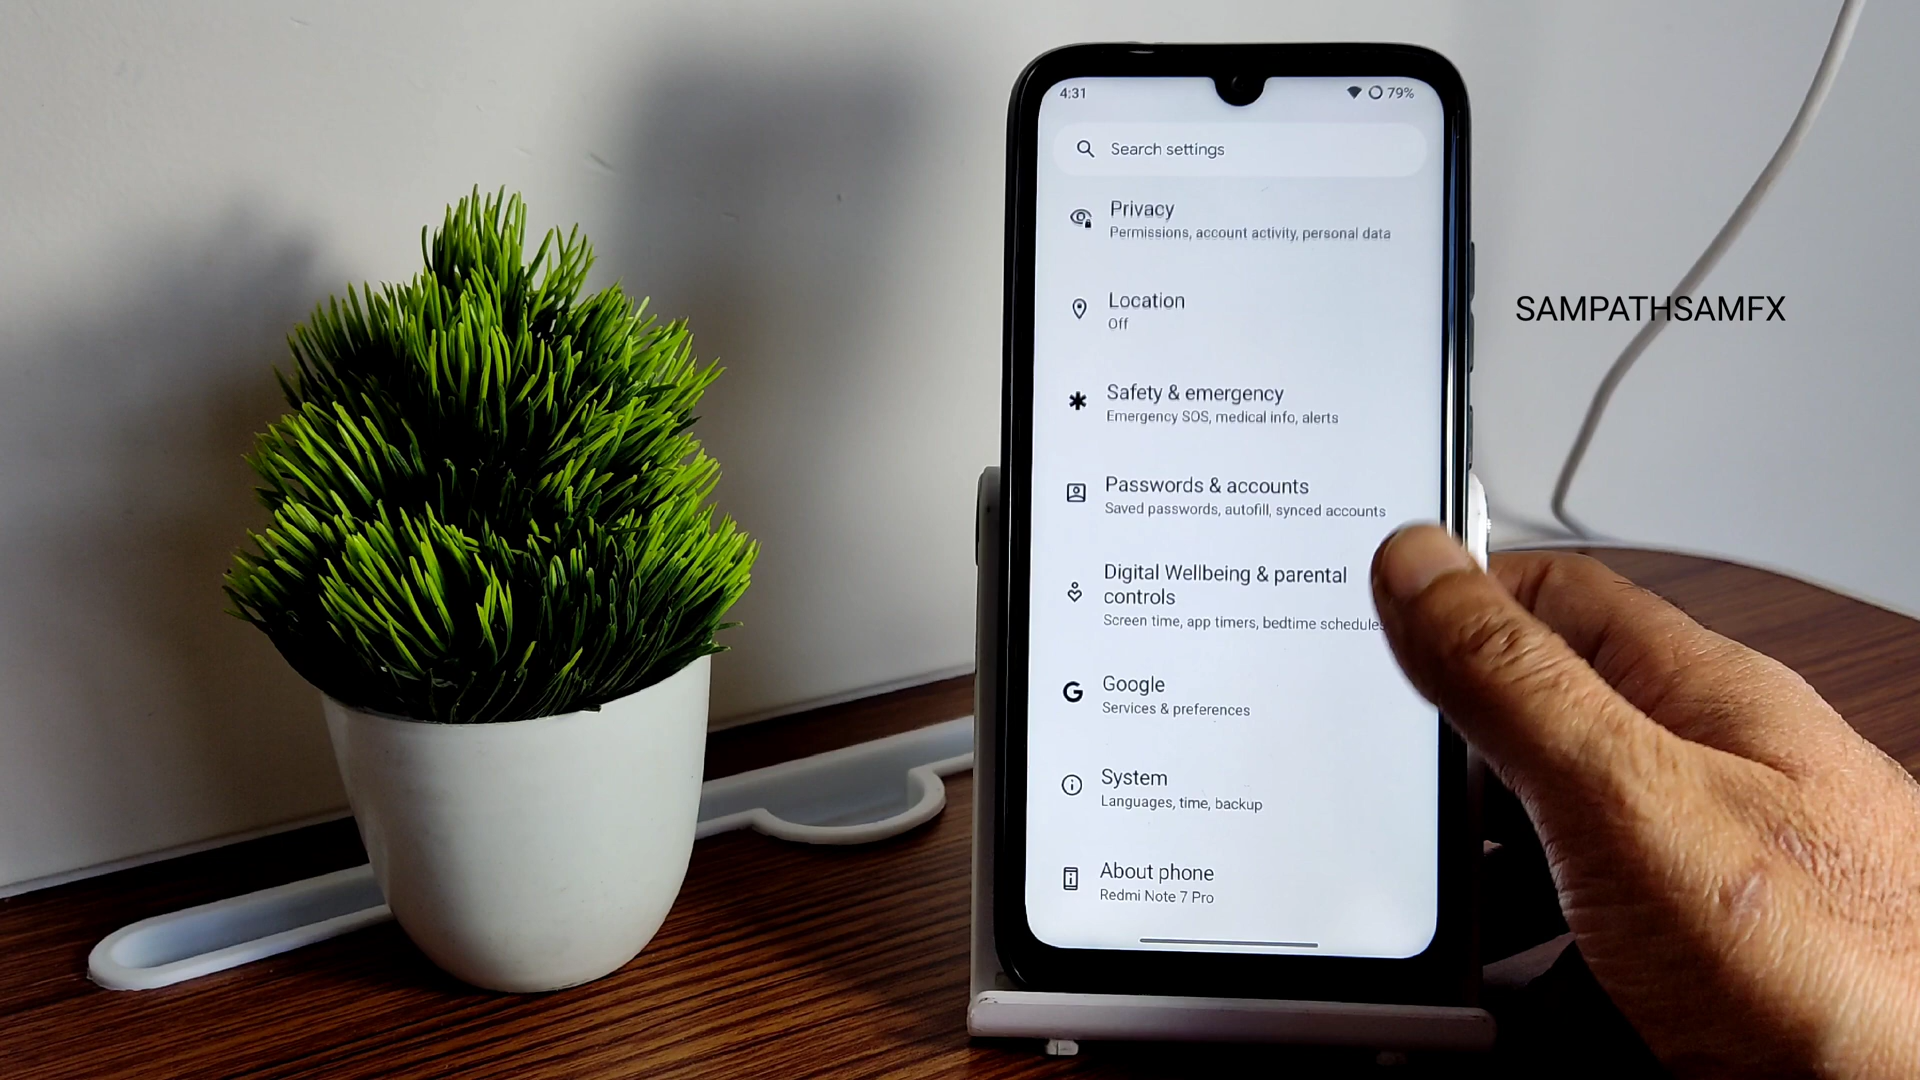 4:31
79%
Search settings
Privacy
Permissions, account activity, personal data
Location
Off
Safety & emergency
Emergency SOS, medical info, alerts
Passwords & accounts
Saved passwords, autofill, synced accounts
Digital Wellbeing & parental
controls
Screen time, app timers, bedtime schedules
Google
Services & preferences
System
Languages, time, backup
About phone
Redmi Note 7 Pro
SAMPATHSAMFX